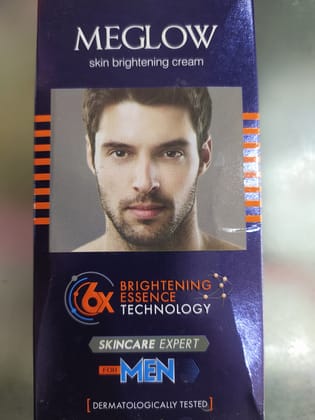 MEGLOW
skin brightening cream
6x BRIGHTENING
ESSENCE
TECHNOLOGY
SKINCARE EXPERT
FOR MEN
[ DERMATOLOGICALLY TESTED ]